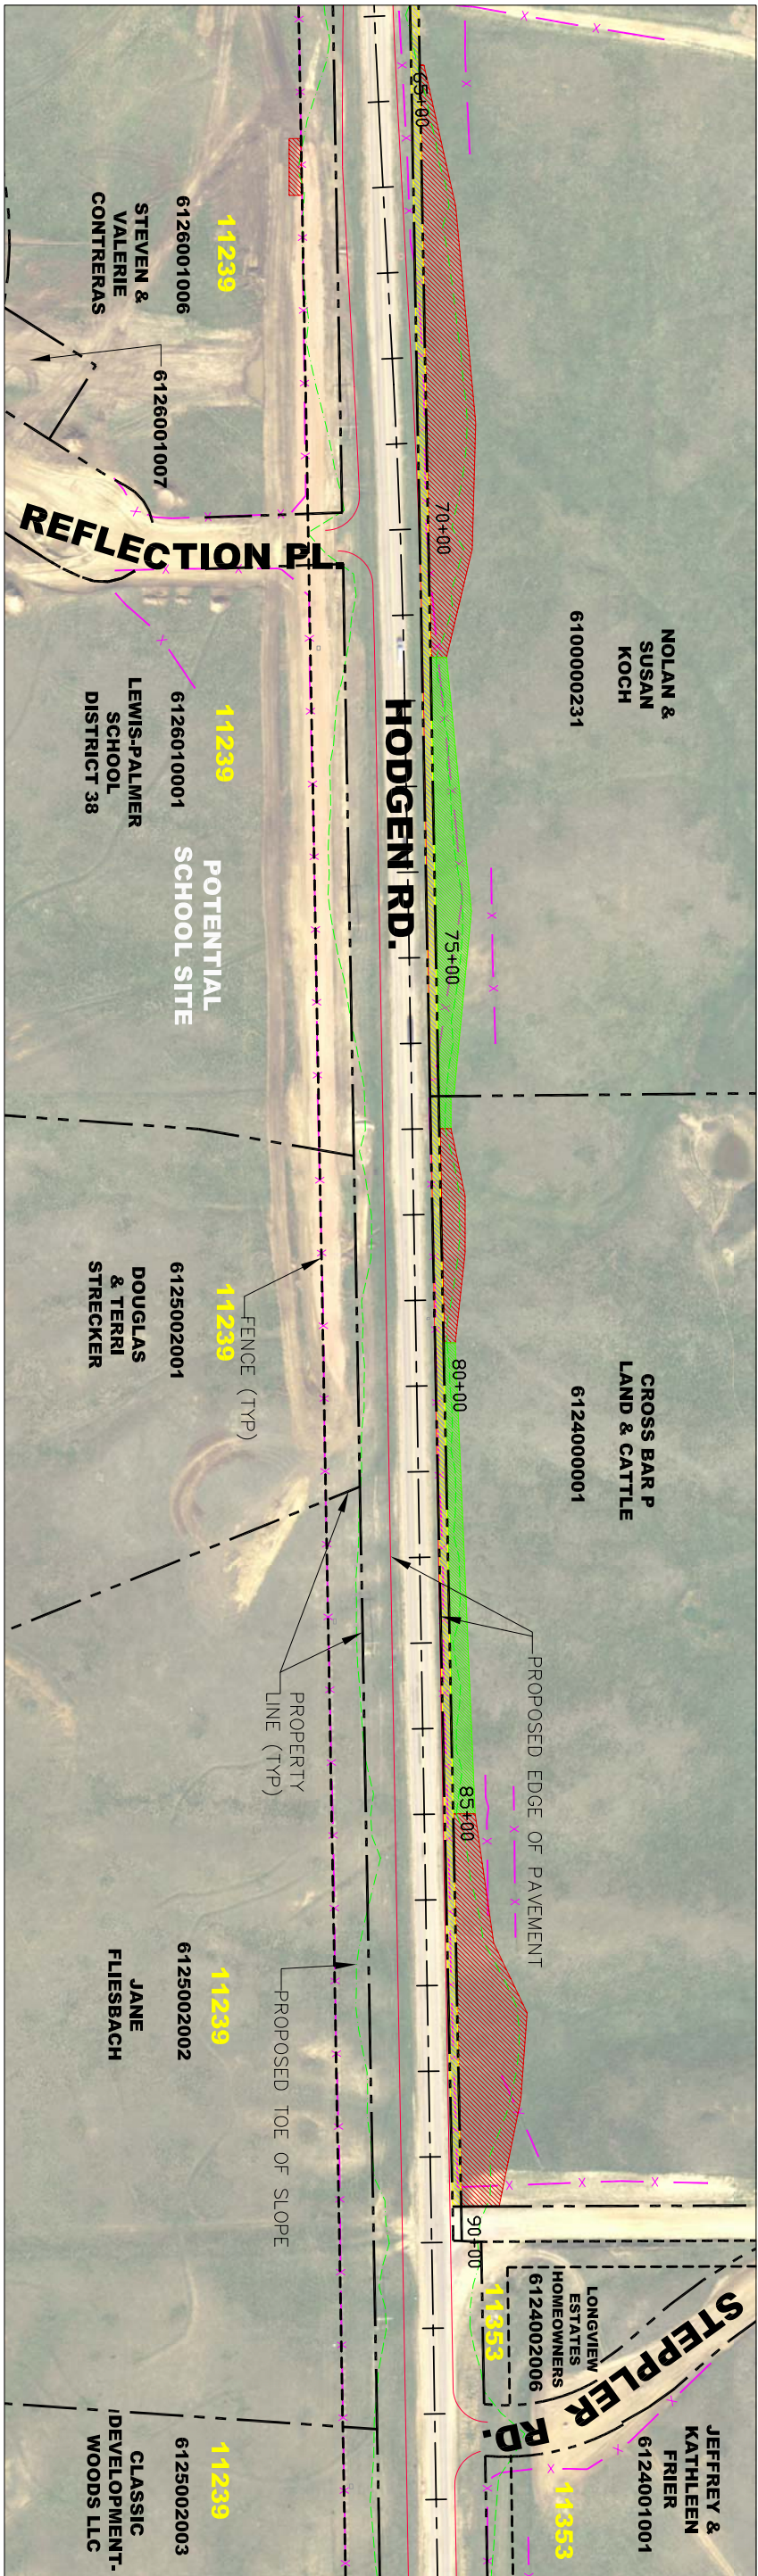 65+00
70+00
75+00
80+00
85+00
90+00
NOLAN &
SUSAN
KOCH
6100000231
CROSS BAR P
LAND & CATTLE
6124000001
HODGEN RD.
PROPOSED EDGE OF PAVEMENT
11353
LONGVIEW
ESTATES
HOMEOWNERS
6124002006
STEPPLER RD.
JEFFREY &
KATHLEEN
FRIER
6124001001
11353
11239
6126001006
STEVEN &
VALERIE
CONTRERAS
6126001007
REFLECTION PL.
11239
6126010001
LEWIS-PALMER
SCHOOL
DISTRICT 38
POTENTIAL
SCHOOL SITE
FENCE (TYP)
11239
6125002001
DOUGLAS
& TERRI
STRECKER
PROPERTY
LINE (TYP)
PROPOSED TOE OF SLOPE
11239
6125002002
JANE
FLIESBACH
11239
6125002003
CLASSIC
DEVELOPMENT-
WOODS LLC